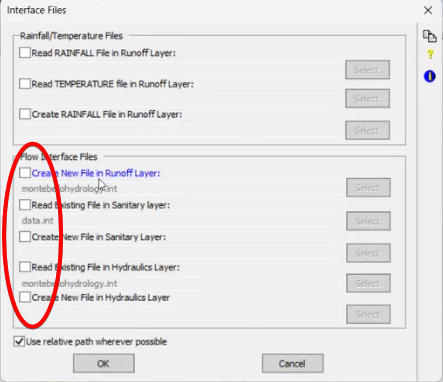 Interface Files
Rainfall/Temperature Files
Read RAINFALL File in Runoff Layer:
Select
Read TEMPERATURE file in Runoff Layer:
Select
Create RAINFALL File in Runoff Layer:
Select
Flow Interface Files
Create New File in Runoff Layer:
montebellohydrology.int
Select
Read Existing File in Sanitary layer:
data.int
Select
Create New File in Sanitary Layer:
Select
Read Existing File in Hydraulics Layer:
montebellohydrology.int
Select
Create New File in Hydraulics Layer
Select
Use relative path wherever possible
OK
Cancel